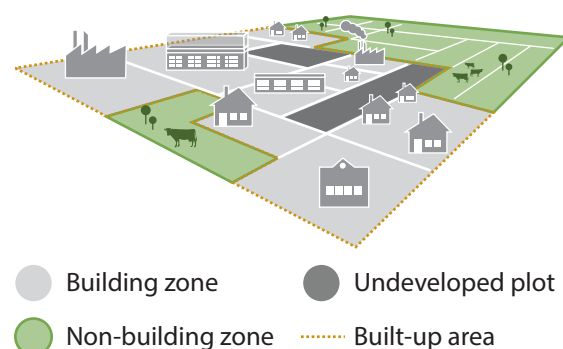 Building zone
Undeveloped plot
Non-building zone
Built-up area